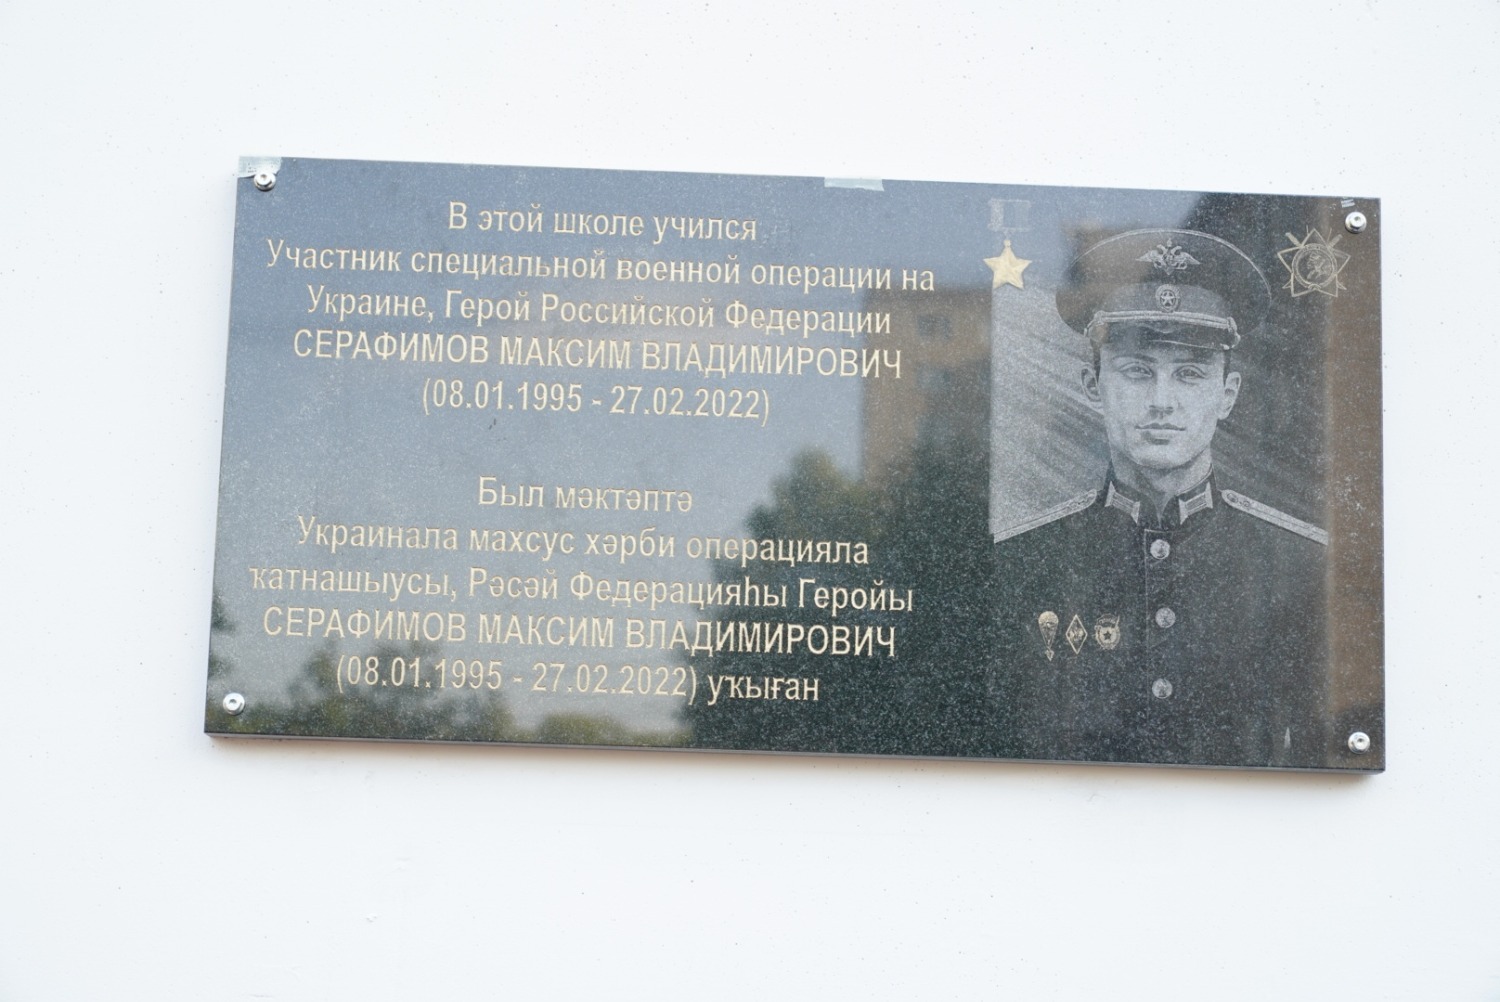 В этой школе учился
Участник специальной военной операции на
Украине, Герой Российской Федерации
СЕРАФИМОВ МАКСИМ ВЛАДИМИРОВИЧ
(08.01.1995 - 27.02.2022)
Был мәктәптә
Украинала махсус хәрби операцияла
ҡатнашыусы, Рәсәй Федерацияһы Геройы
СЕРАФИМОВ МАКСИМ ВЛАДИМИРОВИЧ
(08.01.1995 - 27.02.2022) уҡыған